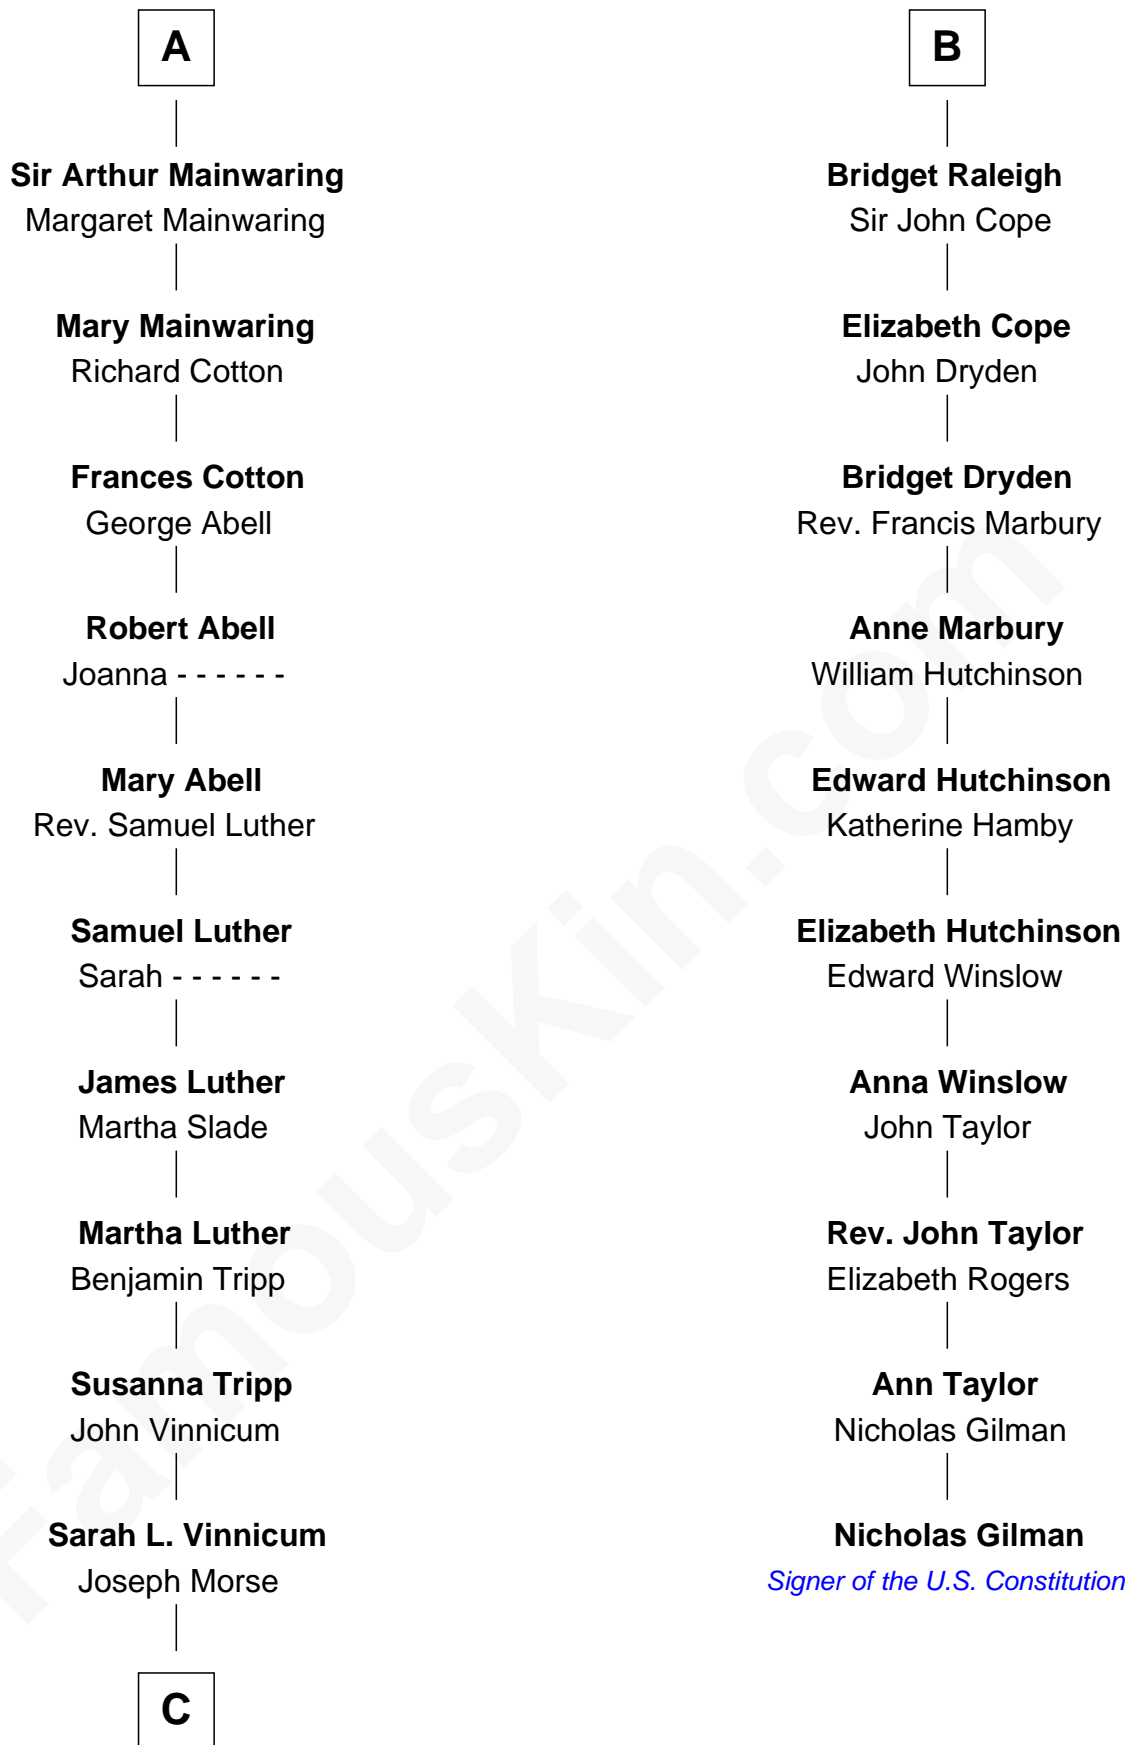 A
Sir Arthur Mainwaring
Margaret Mainwaring
Mary Mainwaring
Richard Cotton
Frances Cotton
George Abell
Robert Abell
Joanna - - - - - -
Mary Abell
Rev. Samuel Luther
Samuel Luther
Sarah - - - - - -
James Luther
Martha Slade
Martha Luther
Benjamin Tripp
Susanna Tripp
John Vinnicum
Sarah L. Vinnicum
Joseph Morse
C
B
Bridget Raleigh
Sir John Cope
Elizabeth Cope
John Dryden
Bridget Dryden
Rev. Francis Marbury
Anne Marbury
William Hutchinson
Edward Hutchinson
Katherine Hamby
Elizabeth Hutchinson
Edward Winslow
Anna Winslow
John Taylor
Rev. John Taylor
Elizabeth Rogers
Ann Taylor
Nicholas Gilman
Nicholas Gilman
Signer of the U.S. Constitution
FamousKin.com